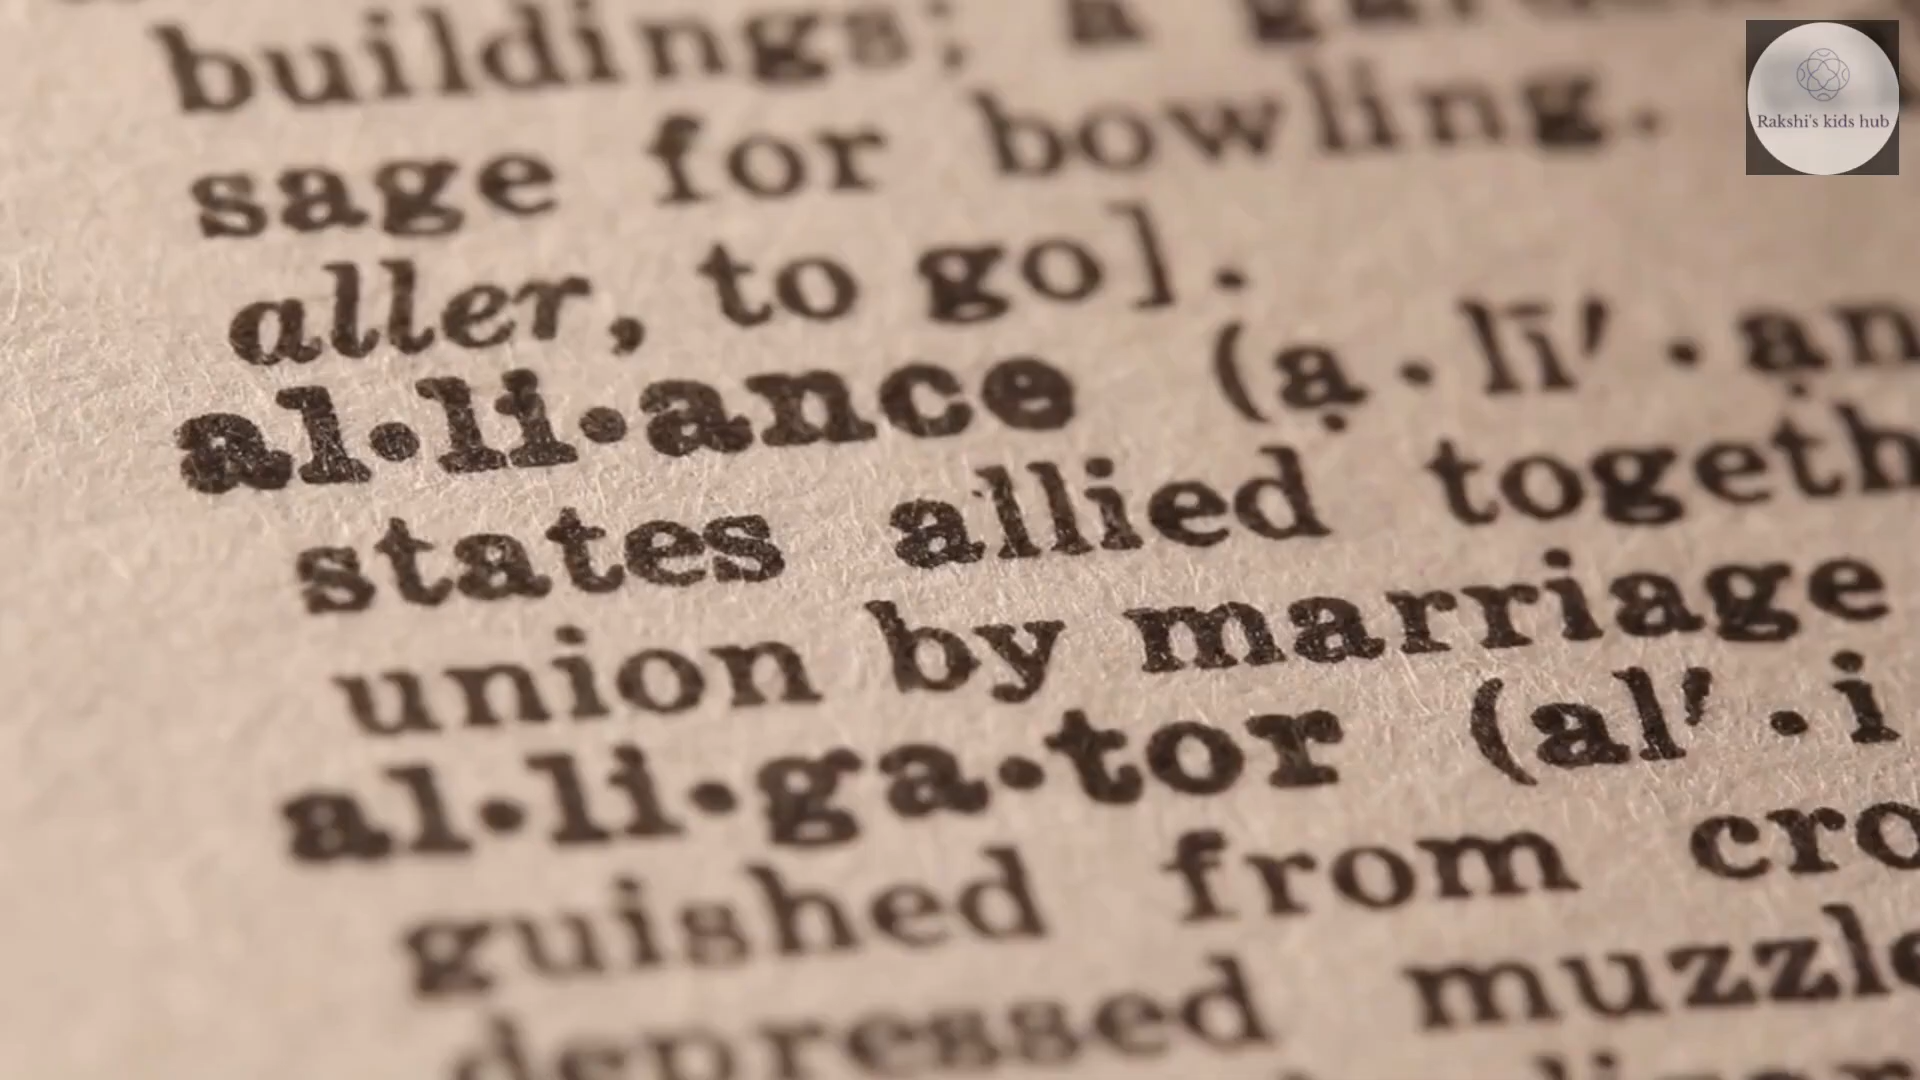 buildings; a
sage for bowling.
aller, to go].
al•li•ance (ạ•lī′•ạn
states allied togeth
union by marriage
al•li•ga•tor (al′•i
guished from cro
depressed muzzle
Rakshi's kids hub